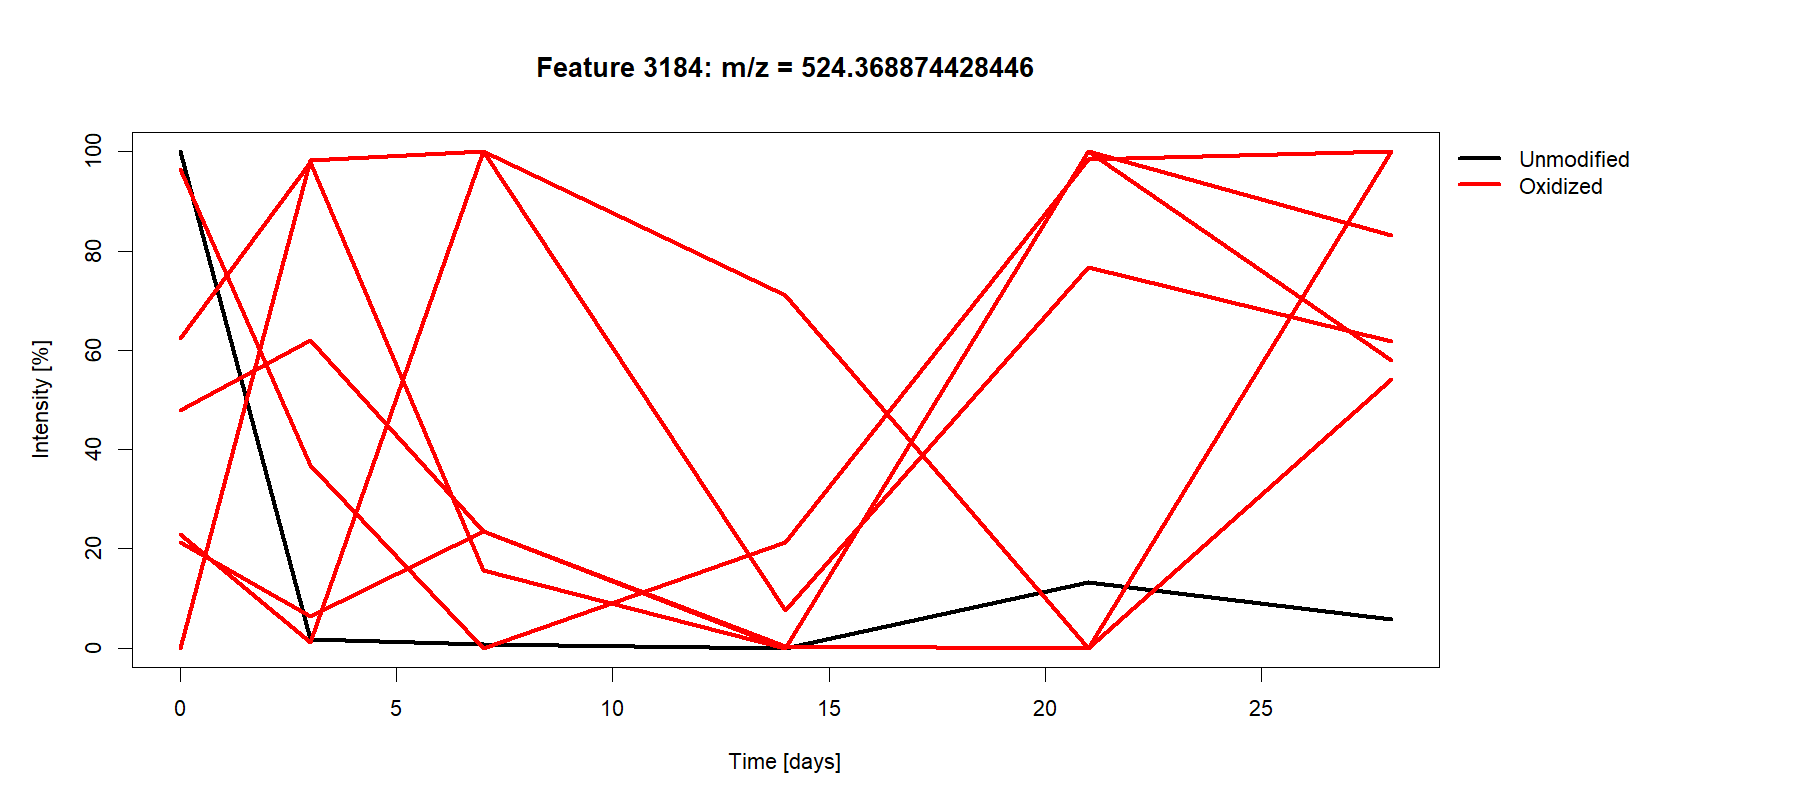 Feature 3184: m/z = 524.368874428446
Unmodified
Oxidized
Intensity [%]
100
80
60
40
20
0
0 5 10 15 20 25
Time [days]